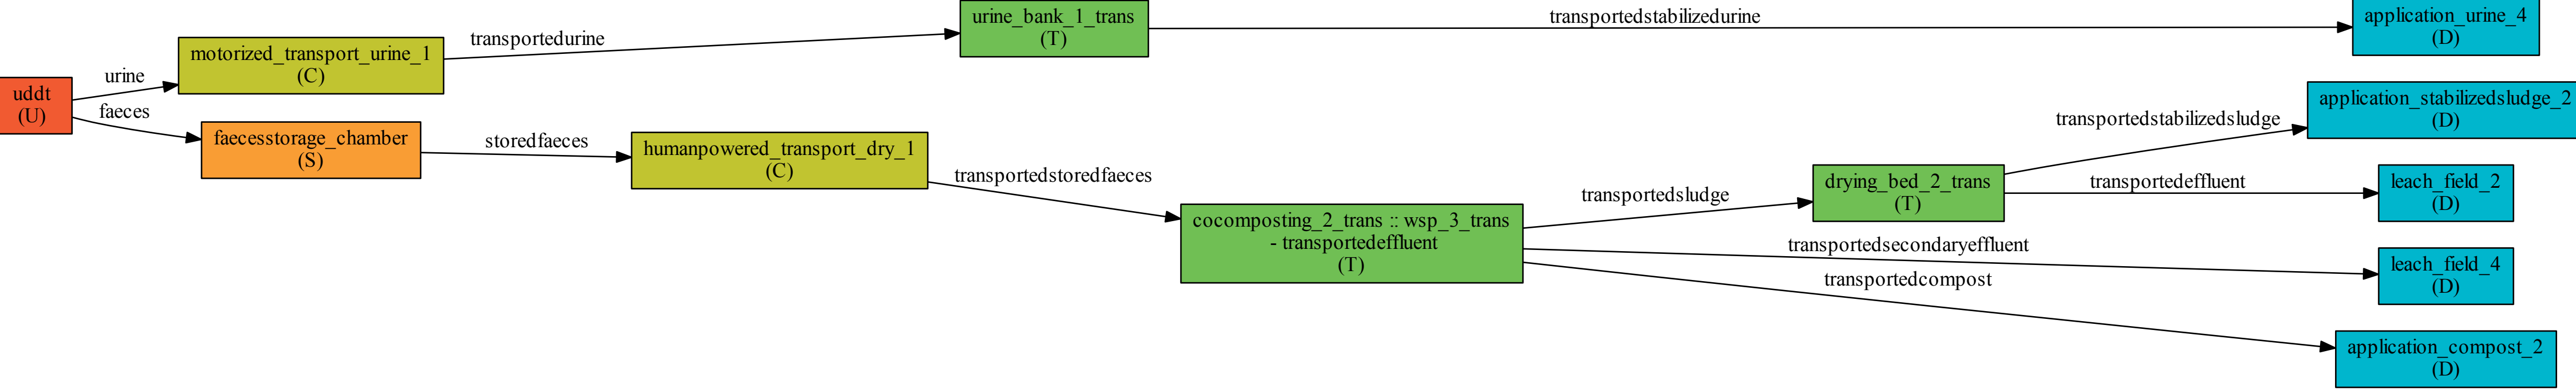 uddt
(U)
urine
faeces
motorized_transport_urine_1
(C)
transportedurine
urine_bank_1_trans
(T)
transportedstabilizedurine
application_urine_4
(D)
faecesstorage_chamber
(S)
storedfaeces
humanpowered_transport_dry_1
(C)
transportedstoredfaeces
cocomposting_2_trans :: wsp_3_trans
- transportedeffluent
(T)
transportedsludge
drying_bed_2_trans
(T)
transportedstabilizedsludge
application_stabilizedsludge_2
(D)
transportedeffluent
leach_field_2
(D)
transportedsecondaryeffluent
leach_field_4
(D)
transportedcompost
application_compost_2
(D)